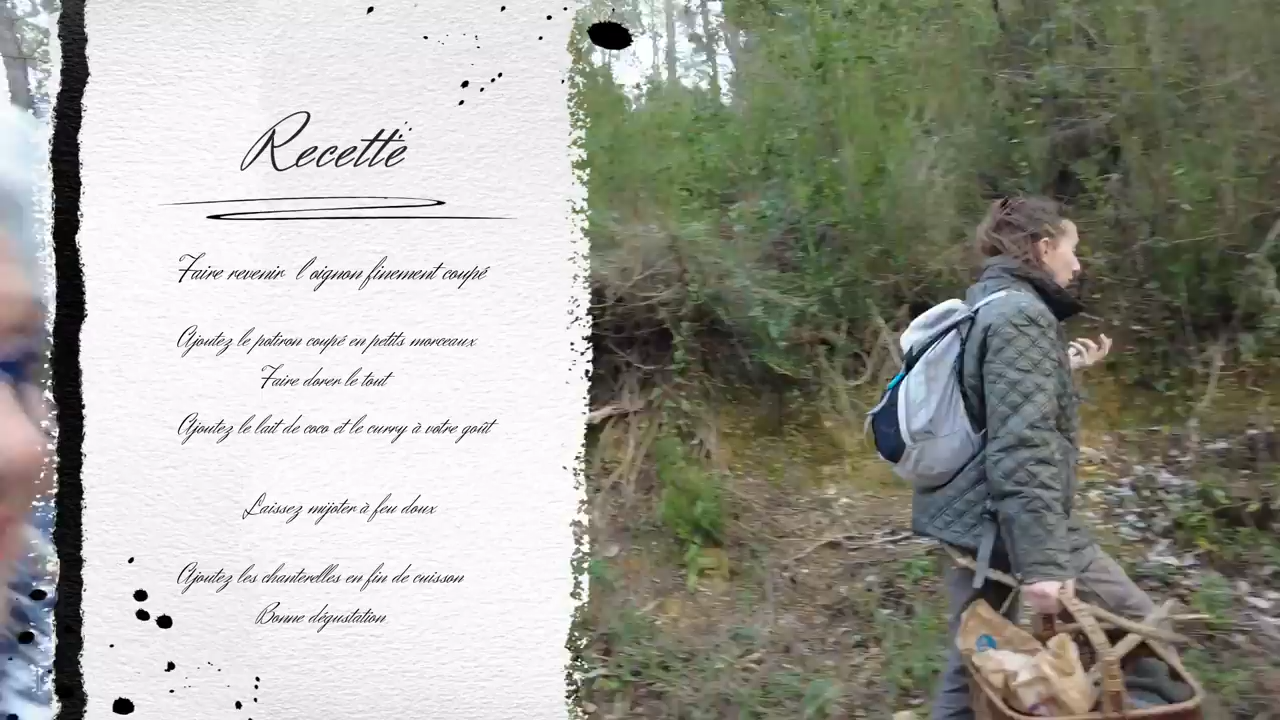 Recette
Faire revenir l'oignon finement coupé
Ajoutez le potiron coupé en petits morceaux
Faire dorer le tout
Ajoutez le lait de coco et le curry à votre goût
Laissez mijoter à feu doux
Ajoutez les chanterelles en fin de cuisson
Bonne dégustation